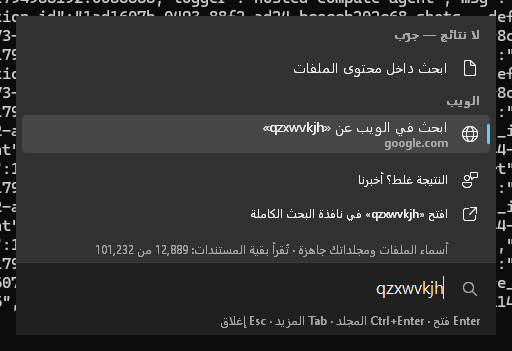 لا نتائج — جرّب
ابحث داخل محتوى الملفات
الويب
ابحث في الويب عن «qzxwvkjh»
google.com
النتيجة غلط؟ أخبرنا
افتح «qzxwvkjh» في نافذة البحث الكاملة
أسماء الملفات ومجلداتك جاهزة · تُقرأ بقية المستندات: 12,889 من 101,232
qzxwvkjh
Enter فتح · Ctrl+Enter المجلد · Tab المزيد · Esc إغلاق